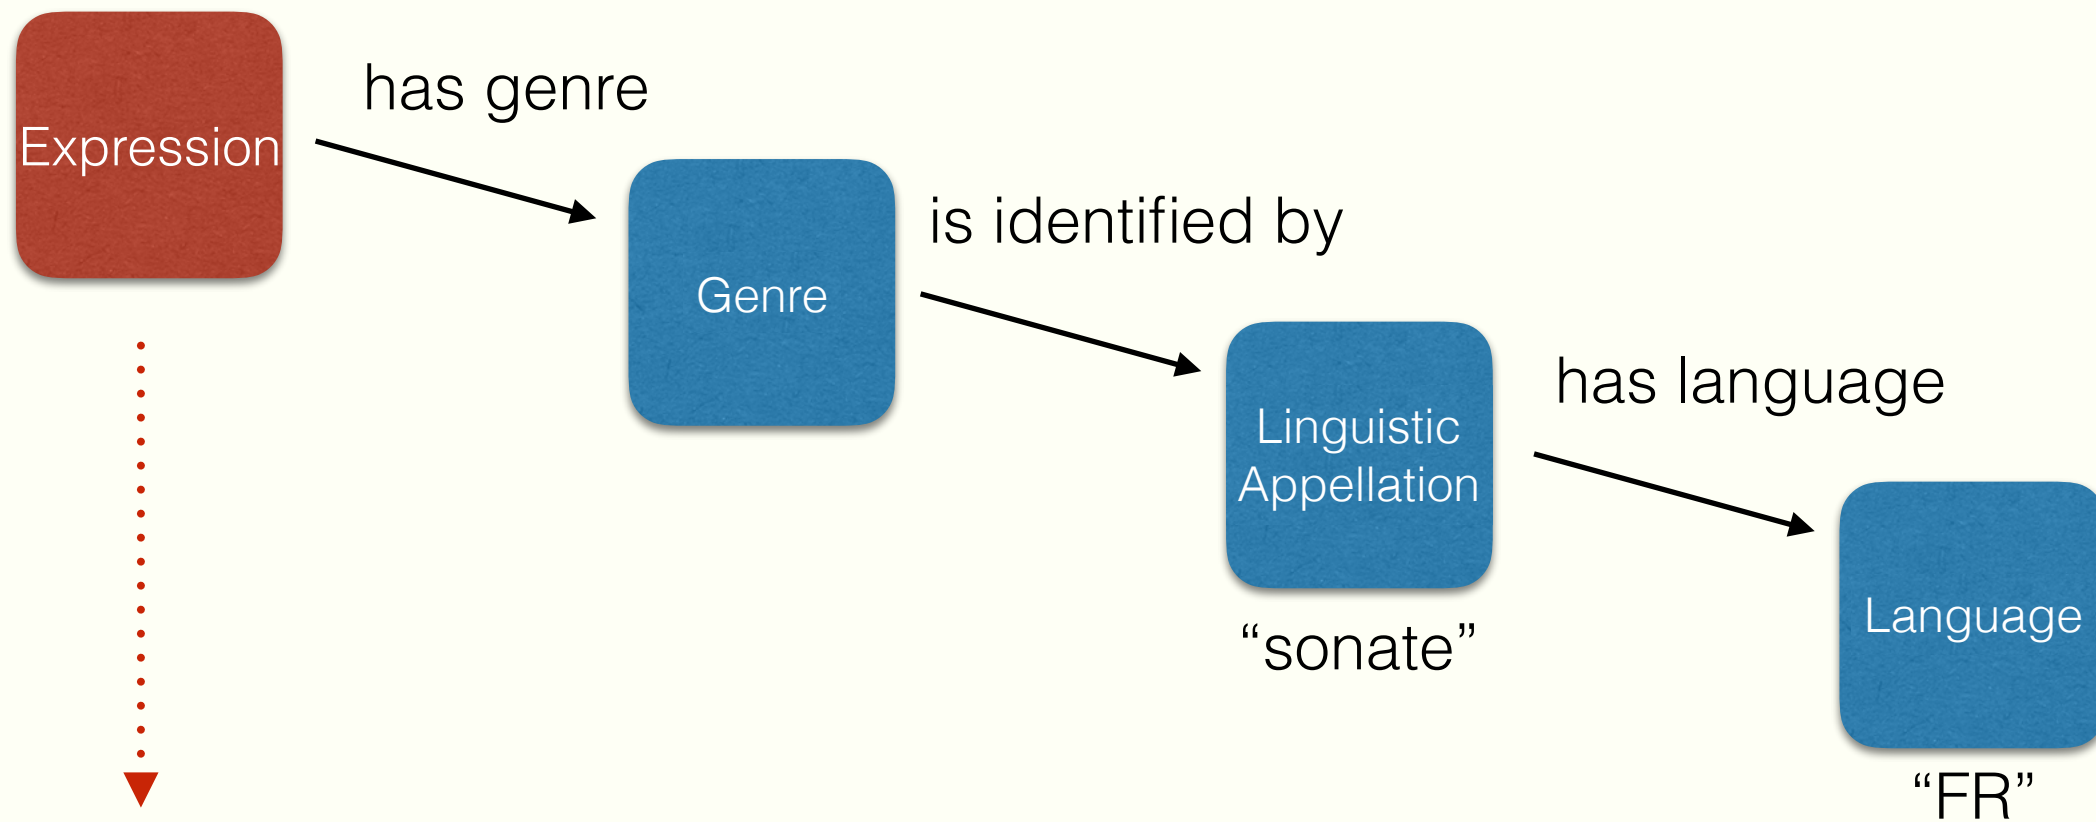 Expression
has genre
Genre
is identified by
Linguistic
Appellation
“sonate”
has language
Language
“FR”